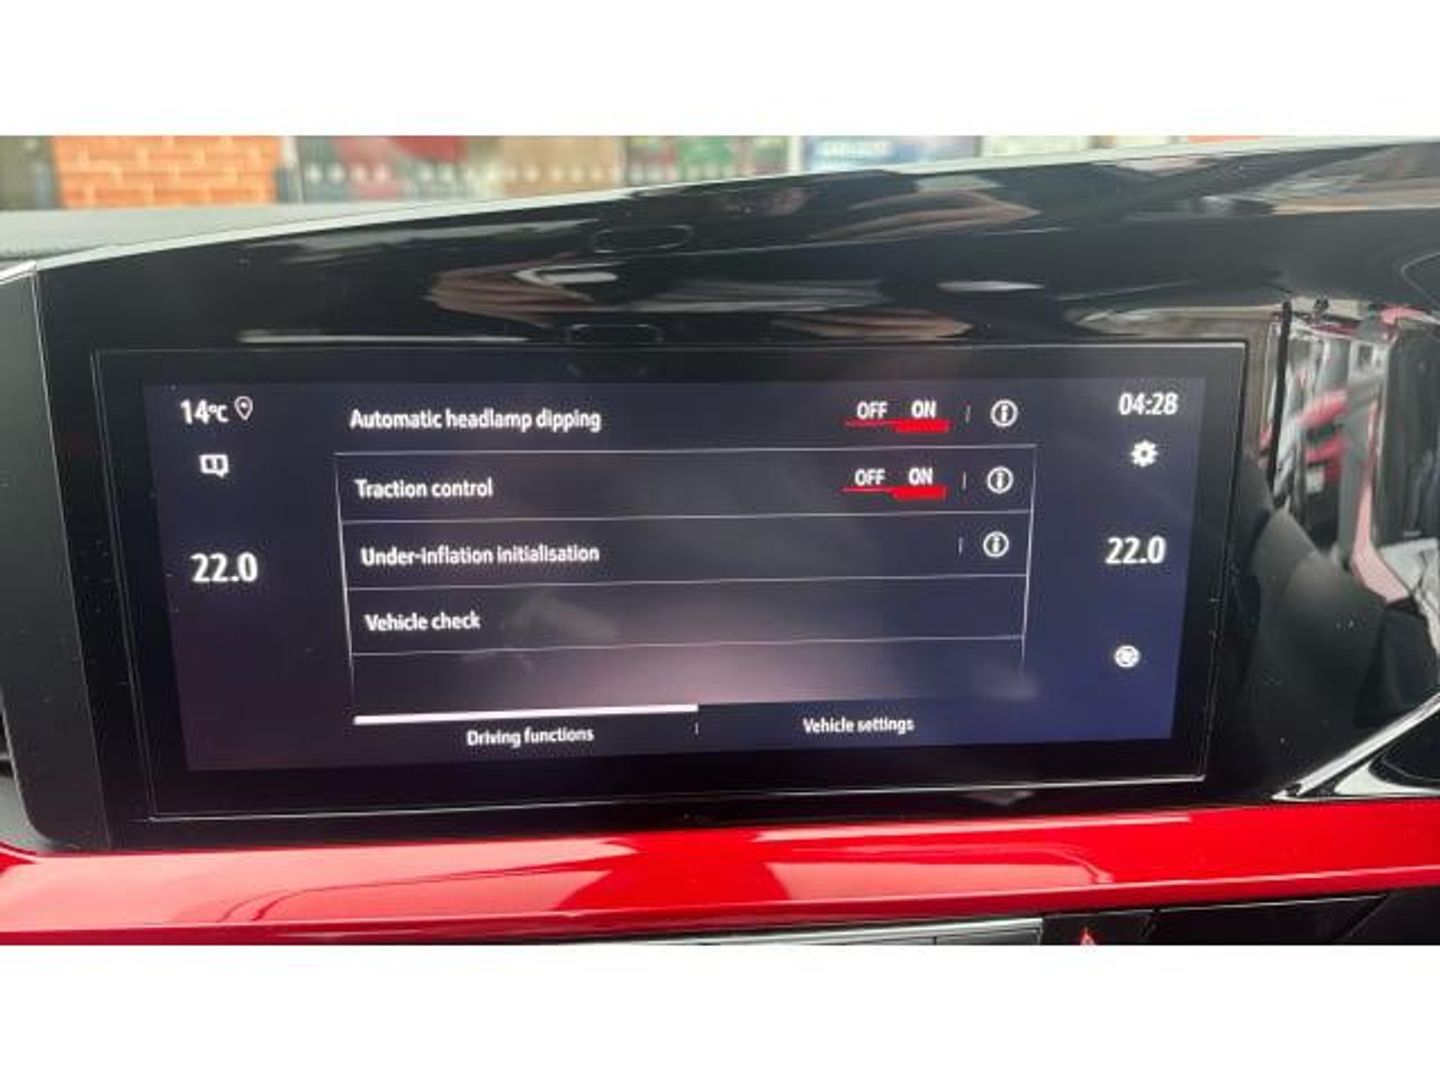 14°C
Automatic headlamp dipping OFF ON
04:28
Traction control OFF ON
22.0
Under-inflation initialisation
22.0
Vehicle check
Driving functions
Vehicle settings